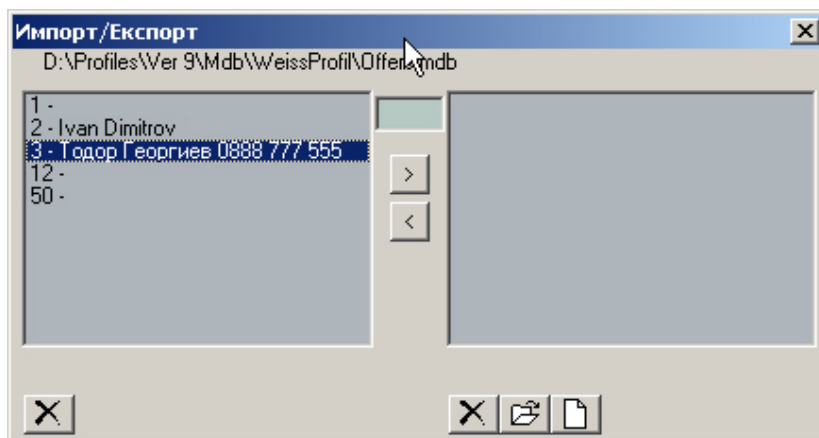 Импорт/Експорт
D:\Profiles\Ver 9\Mdb\WeissProfil\Offers.mdb
1 -
2 - Ivan Dimitrov
3 - Тодор Георгиев 0888 777 555
12 -
50 -
>
<